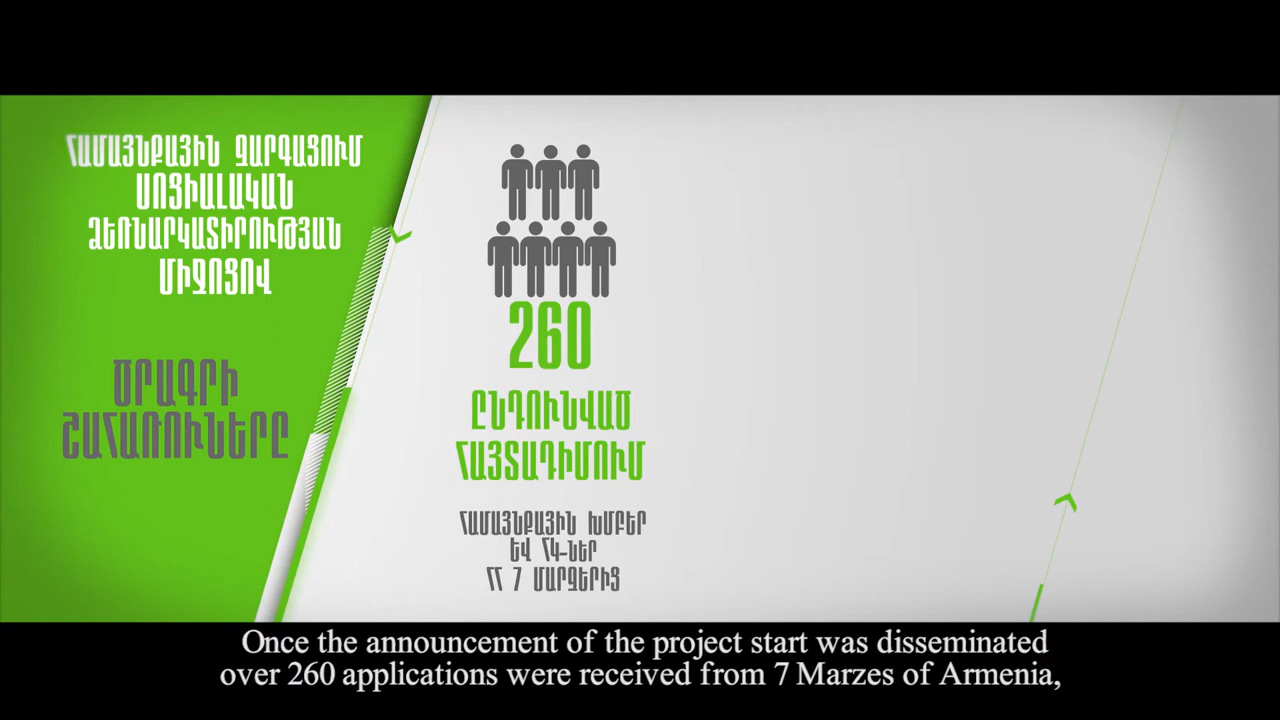 ՀԱՄԱՅՆՔԱՅԻՆ ԶԱՐԳԱՑՈՒՄ
ՍՈՑԻԱԼԱԿԱՆ
ՁԵՌՆԱՐԿԱՏԻՐՈՒԹՅԱՆ
ՄԻՋՈՑՈՎ
ԾՐԱԳՐԻ
ՇԱՀԱՌՈՒՆԵՐԸ
260
ԸՆԴՈՒՆՎԱԾ
ՀԱՅՏԱԴԻՄՈՒՄ
ՀԱՄԱՅՆՔԱՅԻՆ ԽՄԲԵՐ
ԵՎ ՀԿ-ՆԵՐ
ՀՀ 7 ՄԱՐԶԵՐԻՑ
Once the announcement of the project start was disseminated
over 260 applications were received from 7 Marzes of Armenia,